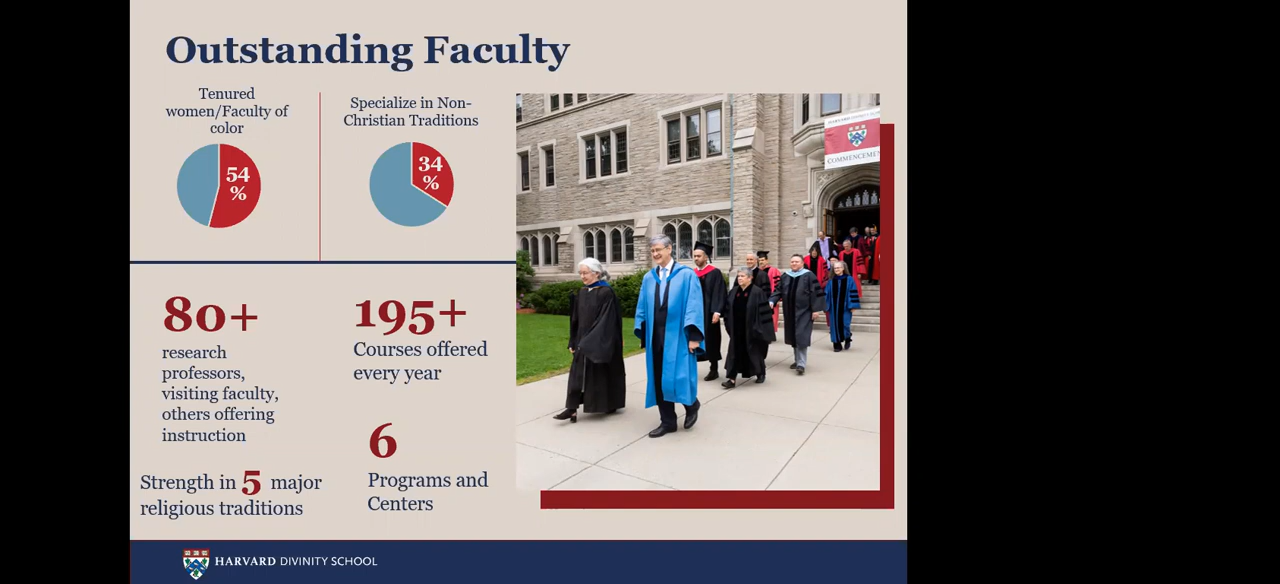 Outstanding Faculty
Tenured
women/Faculty of
color
54
%
Specialize in Non-
Christian Traditions
34
%
80+
research
professors,
visiting faculty,
others offering
instruction
Strength in 5 major
religious traditions
195+
Courses offered
every year
6
Programs and
Centers
COMMENCEMEN
HARVARD DIVINITY SCHOOL